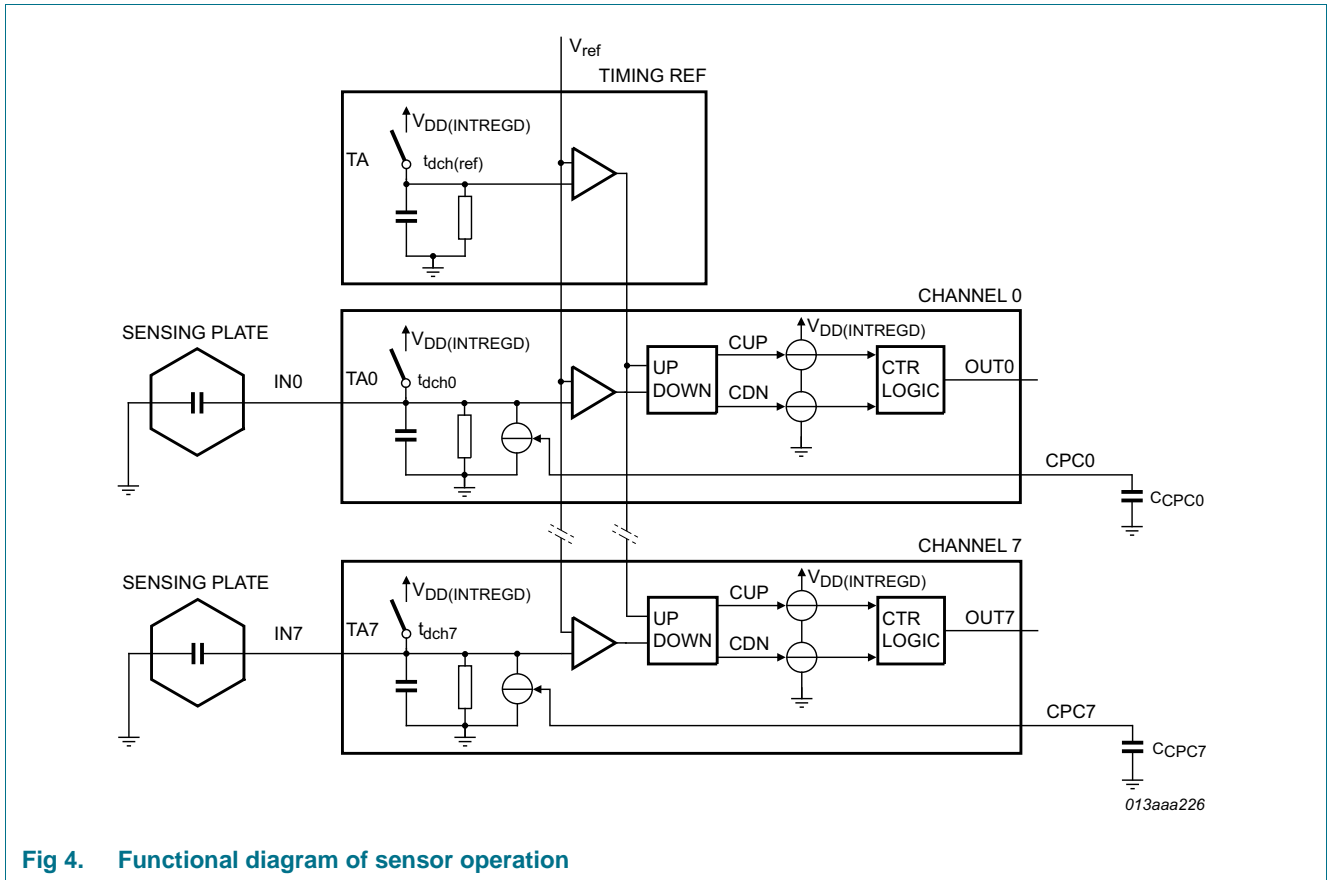 Vref
TIMING REF
VDD(INTREGD)
TA
tdch(ref)
CHANNEL 0
SENSING PLATE
VDD(INTREGD)
VDD(INTREGD)
IN0
TA0
tdch0
UP
DOWN
CUP
CDN
CTR
LOGIC
OUT0
CPC0
CCPC0
CHANNEL 7
SENSING PLATE
VDD(INTREGD)
VDD(INTREGD)
IN7
TA7
tdch7
UP
DOWN
CUP
CDN
CTR
LOGIC
OUT7
CPC7
CCPC7
013aaa226
Fig 4. Functional diagram of sensor operation